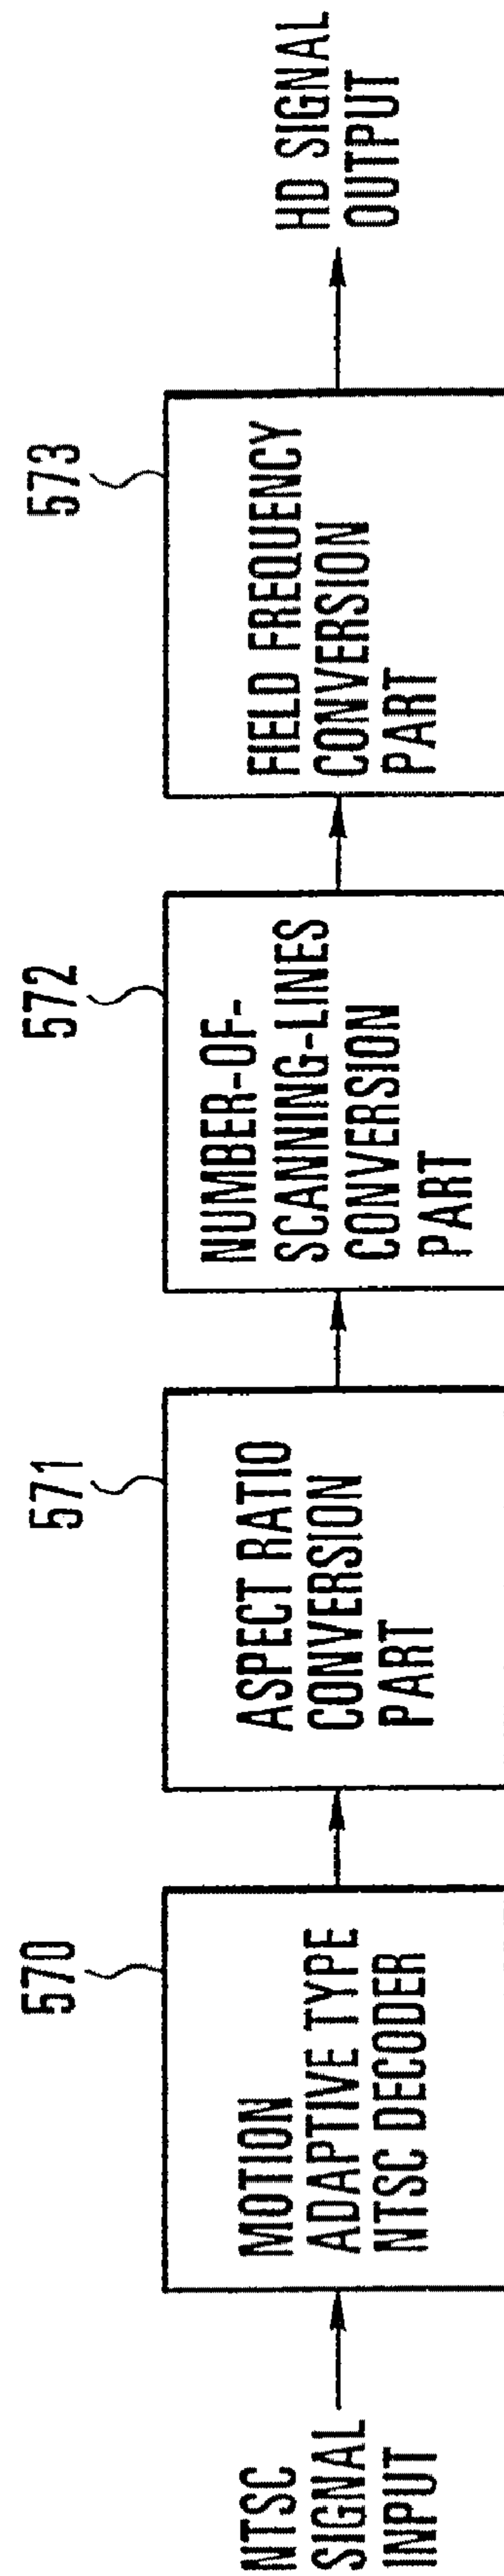 NTSC
SIGNAL
INPUT
570
MOTION
ADAPTIVE TYPE
NTSC DECODER
571
ASPECT RATIO
CONVERSION
PART
572
NUMBER-OF-
SCANNING-LINES
CONVERSION
PART
573
FIELD FREQUENCY
CONVERSION
PART
HD SIGNAL
OUTPUT